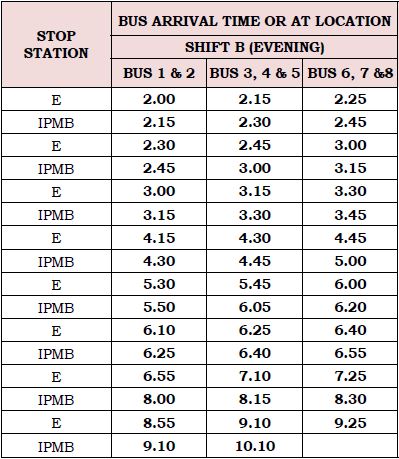 STOP STATION
BUS ARRIVAL TIME OR AT LOCATION
SHIFT B (EVENING)
BUS 1 & 2 BUS 3, 4 & 5 BUS 6, 7 &8
E 2.00 2.15 2.25
IPMB 2.15 2.30 2.45
E 2.30 2.45 3.00
IPMB 2.45 3.00 3.15
E 3.00 3.15 3.30
IPMB 3.15 3.30 3.45
E 4.15 4.30 4.45
IPMB 4.30 4.45 5.00
E 5.30 5.45 6.00
IPMB 5.50 6.05 6.20
E 6.10 6.25 6.40
IPMB 6.25 6.40 6.55
E 6.55 7.10 7.25
IPMB 8.00 8.15 8.30
E 8.55 9.10 9.25
IPMB 9.10 10.10